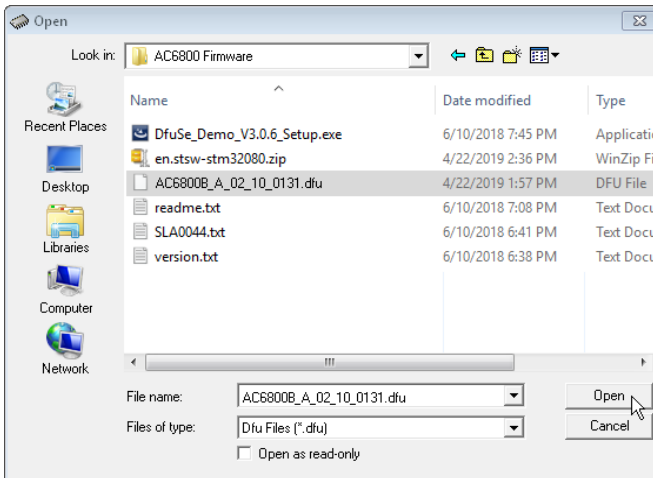 Open
Look in: AC6800 Firmware
Name Date modified Type
DfuSe_Demo_V3.0.6_Setup.exe 6/10/2018 7:45 PM Applicati
en.stsw-stm32080.zip 4/22/2019 2:36 PM WinZip Fi
AC6800B_A_02_10_0131.dfu 4/22/2019 1:57 PM DFU File
readme.txt 6/10/2018 7:08 PM Text Docu
SLA0044.txt 6/10/2018 6:41 PM Text Docu
version.txt 6/10/2018 6:38 PM Text Docu
Recent Places
Desktop
Libraries
Computer
Network
File name: AC6800B_A_02_10_0131.dfu Open
Files of type: Dfu Files (*.dfu) Cancel
Open as read-only